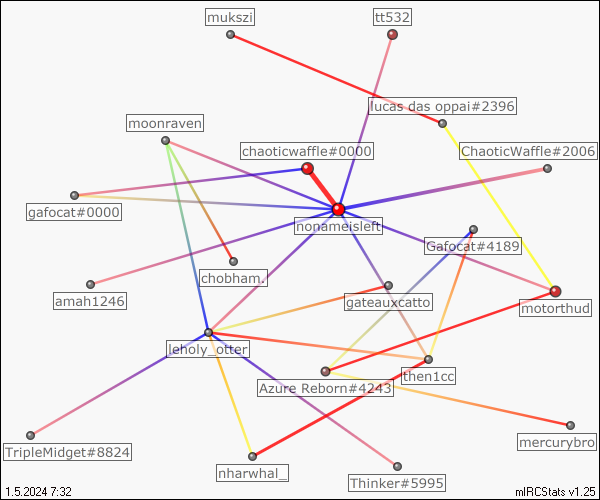 mukszi
tt532
lucas das oppai#2396
moonraven
chaoticwaffle#0000
ChaoticWaffle#2006
gafocat#0000
nonameisleft
Gafocat#4189
chobham.
amah1246
gateauxcatto
motorthud
leholy_otter
then1cc
Azure Reborn#4243
mercurybro
TripleMidget#8824
nharwhal_
Thinker#5995
1.5.2024 7:32
mIRCStats v1.25